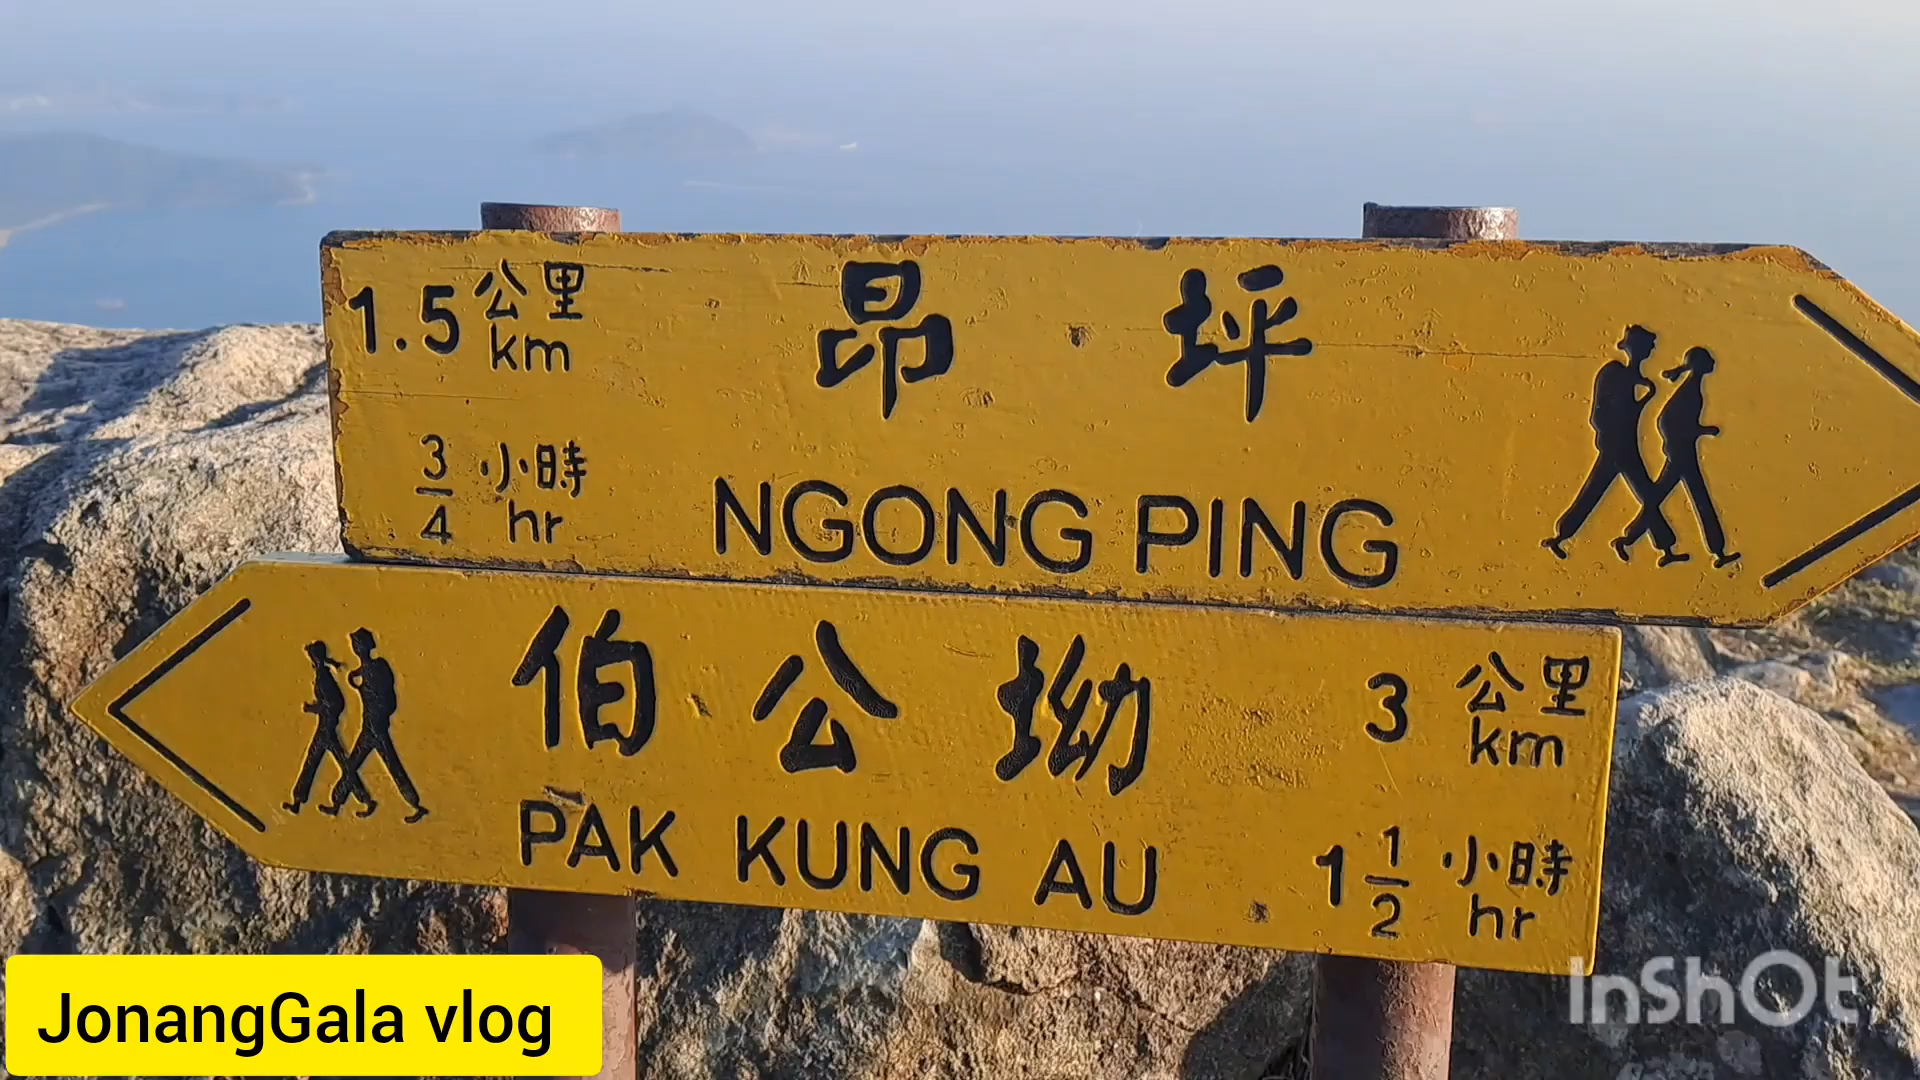 1.5 公里 km
昂坪
3/4 小時 hr
NGONG PING
伯公坳
3 公里 km
PAK KUNG AU
1 1/2 小時 hr
JonangGala vlog
InShOt